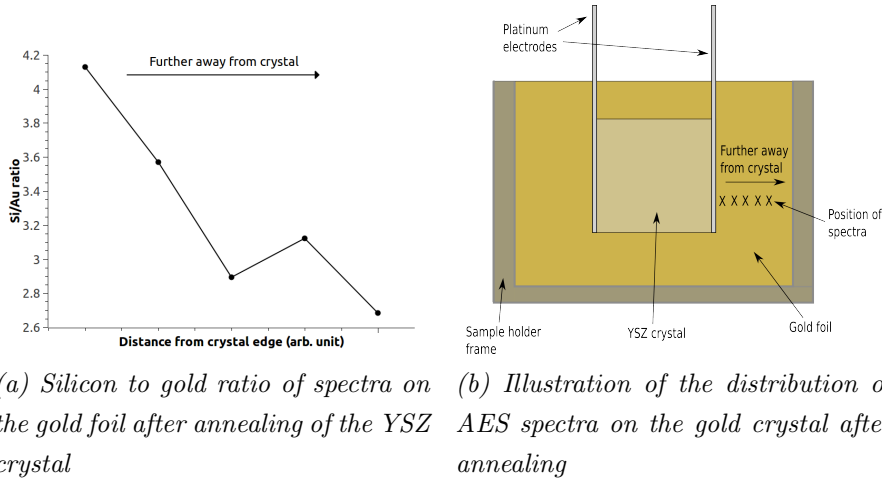 4.2
4
3.8
3.6
3.4
3.2
3
2.8
2.6
Si/Au ratio
Further away from crystal
Distance from crystal edge (arb. unit)
Platinum
electrodes
Further away
from crystal
X X X X X
Position of
spectra
Sample holder
frame
YSZ crystal
Gold foil
(a) Silicon to gold ratio of spectra on
the gold foil after annealing of the YSZ
crystal
(b) Illustration of the distribution o
AES spectra on the gold crystal afte
annealing